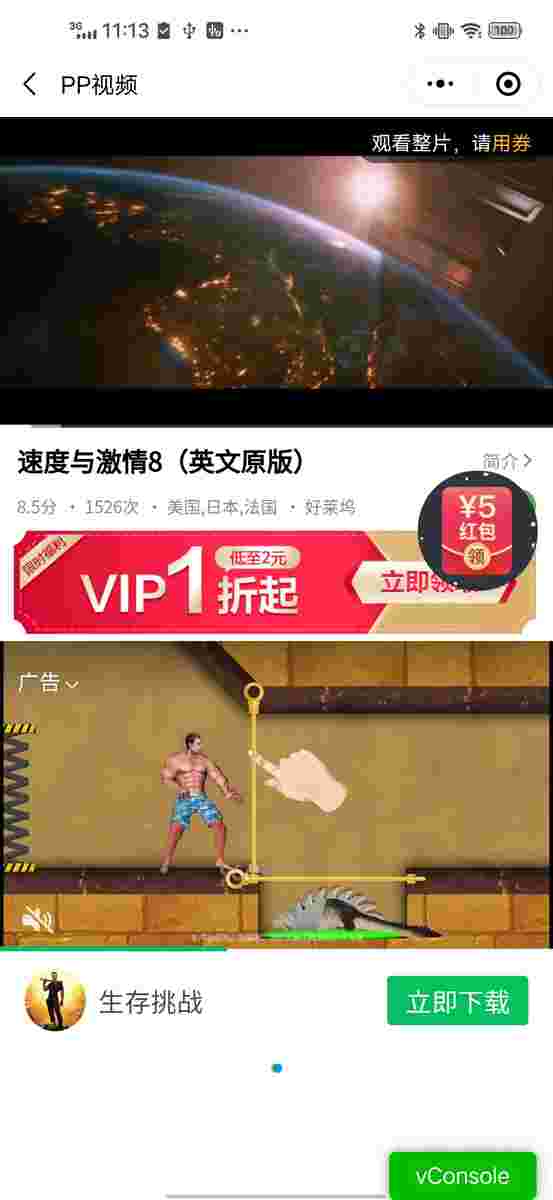 3G 11:13 100
PP视频
观看整片，请用券
速度与激情8（英文原版）
简介
8.5分 · 1526次 · 美国,日本,法国 · 好莱坞
¥5
红包
领
限时福利
VIP1折起
低至2元
立即领
广告
生存挑战
立即下载
vConsole